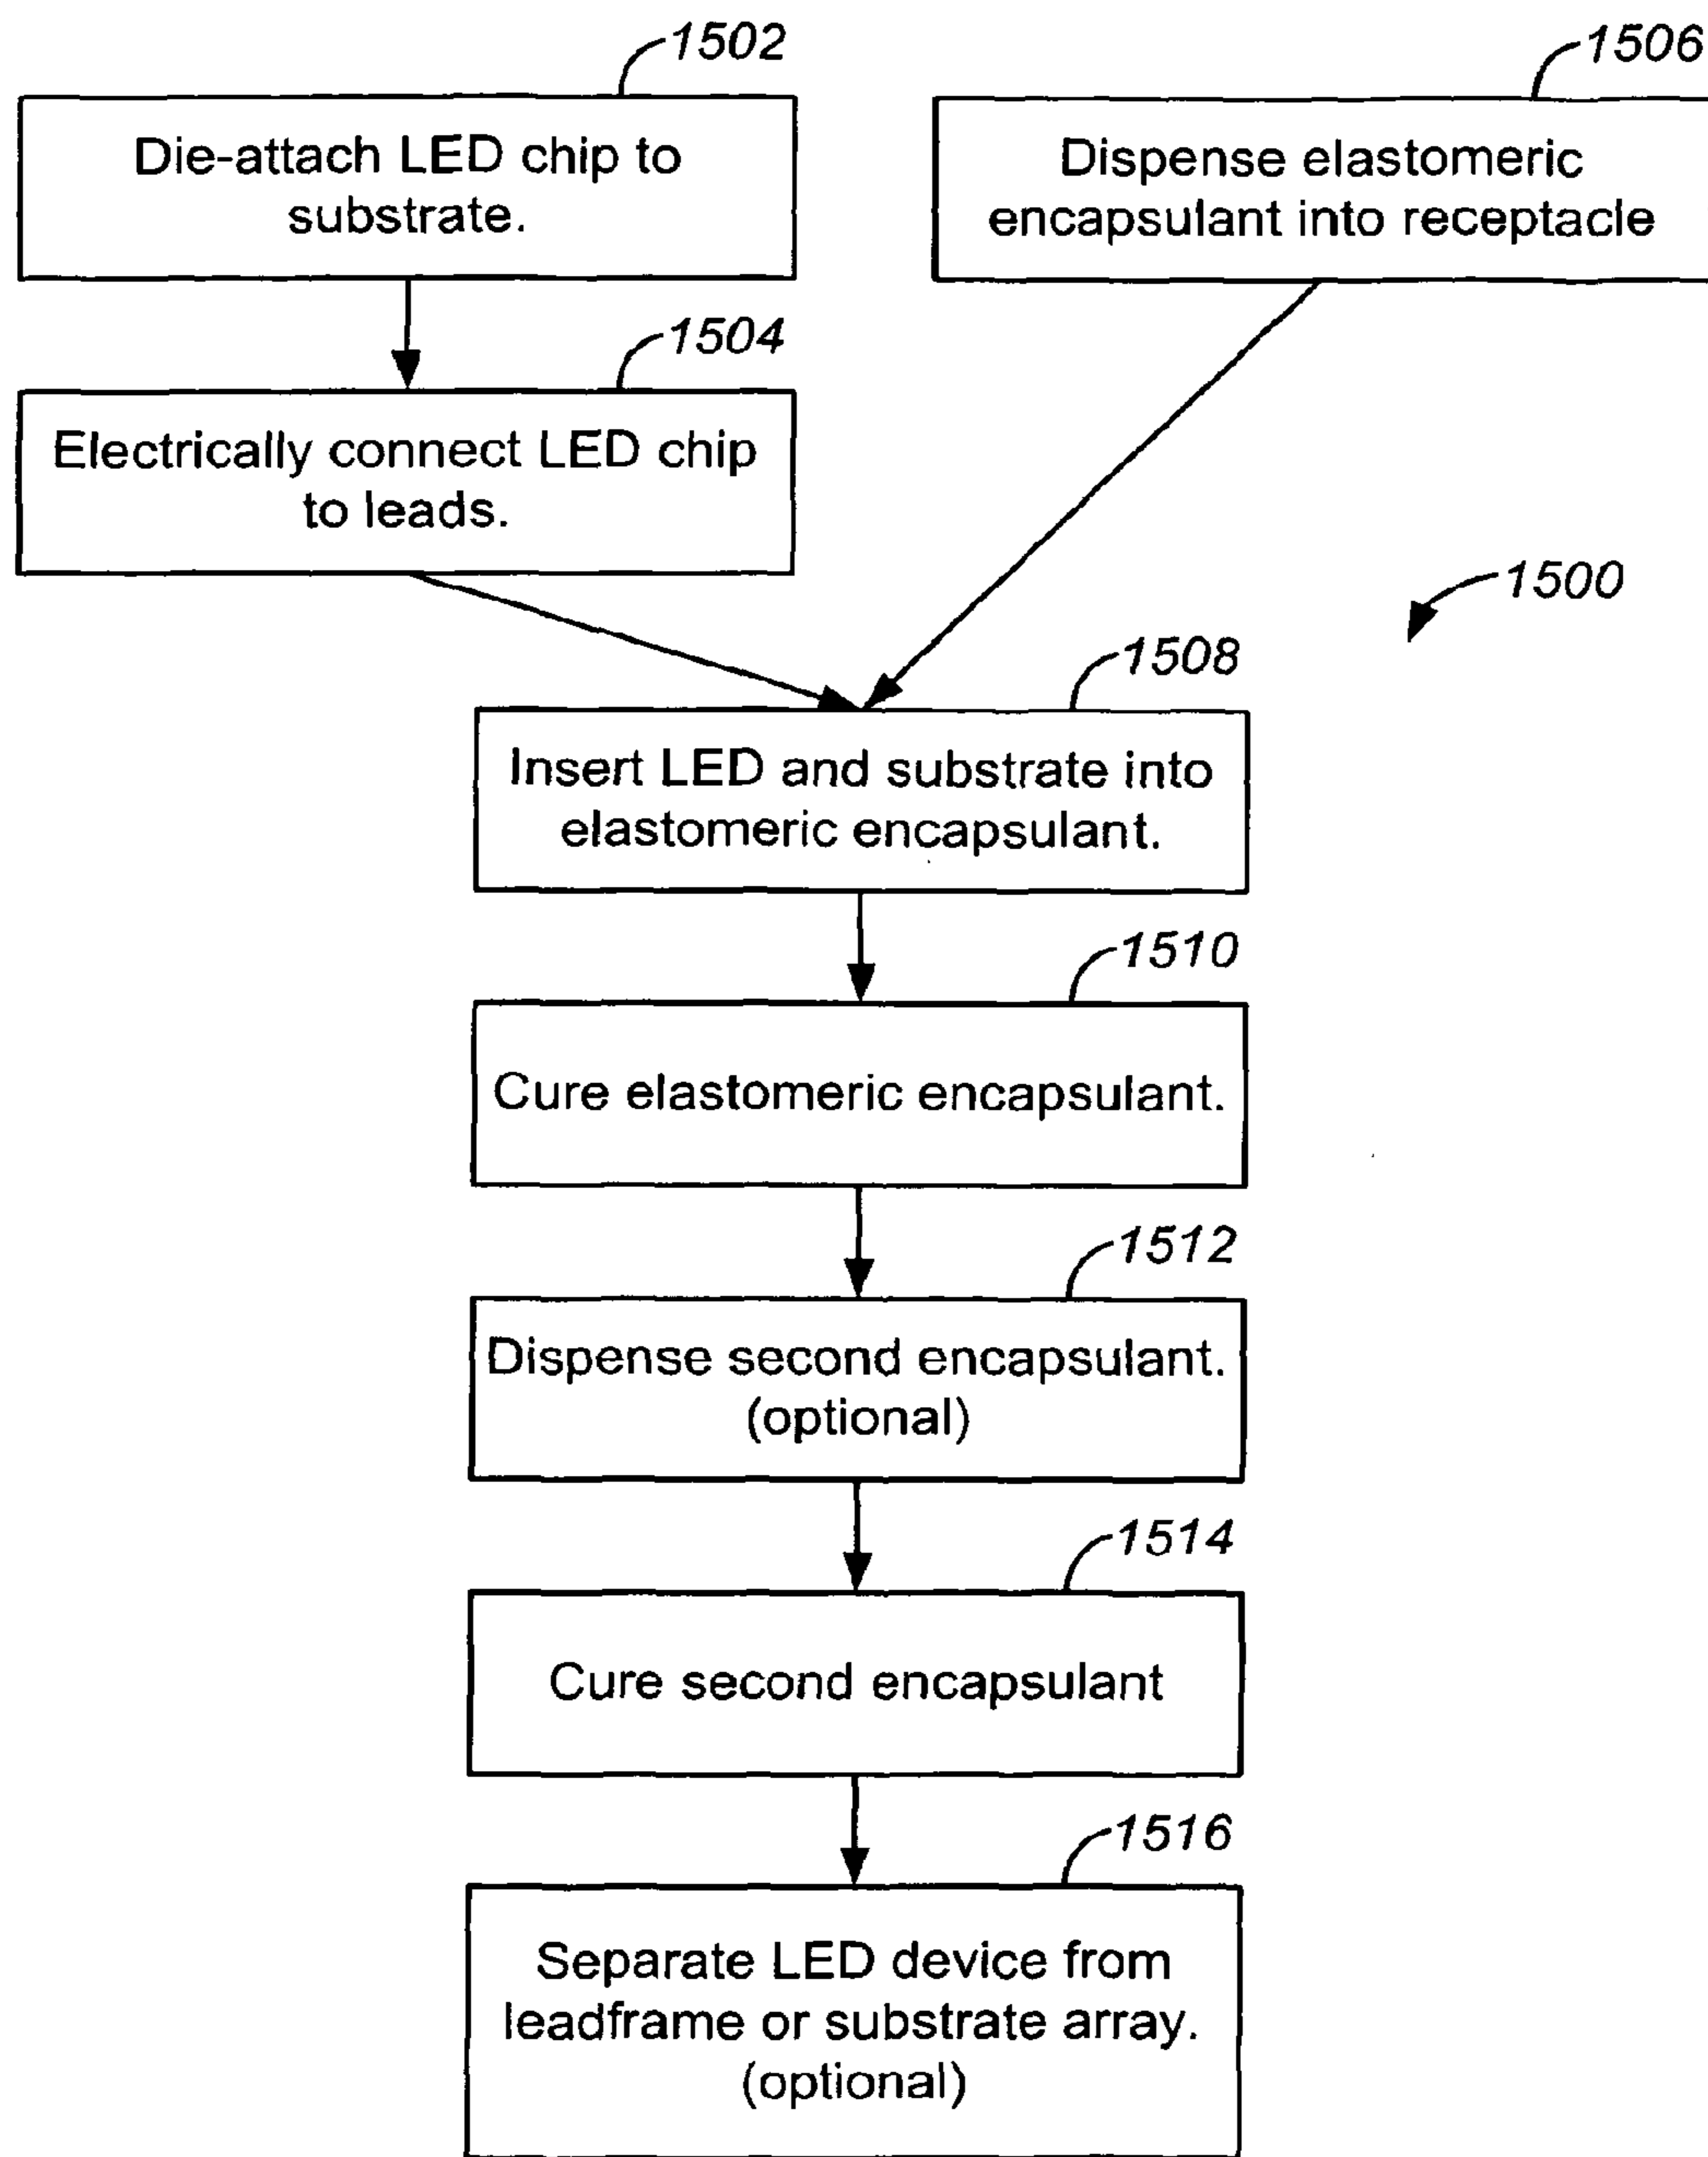 1502
Die-attach LED chip to
substrate.
1506
Dispense elastomeric
encapsulant into receptacle
1504
Electrically connect LED chip
to leads.
1500
1508
Insert LED and substrate into
elastomeric encapsulant.
1510
Cure elastomeric encapsulant.
1512
Dispense second encapsulant.
(optional)
1514
Cure second encapsulant
1516
Separate LED device from
leadframe or substrate array.
(optional)